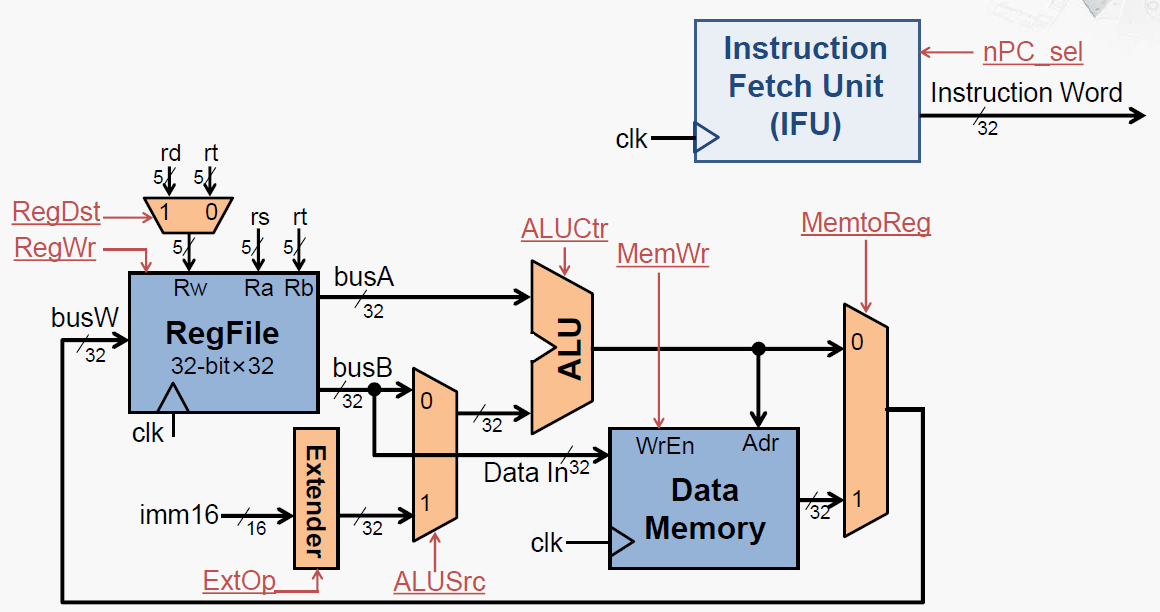 Instruction
Fetch Unit
(IFU)
nPC_sel
Instruction Word
32
clk
rd
rt
5
5
RegDst
1
0
rs
rt
RegWr
5
5
5
ALUCtr
MemWr
MemtoReg
Rw
Ra
Rb
busA
32
busW
32
RegFile
32-bit×32
busB
32
clk
ALU
0
0
32
Data In
32
WrEn
Adr
Data
Memory
clk
32
1
1
imm16
16
Extender
32
ExtOp
ALUSrc